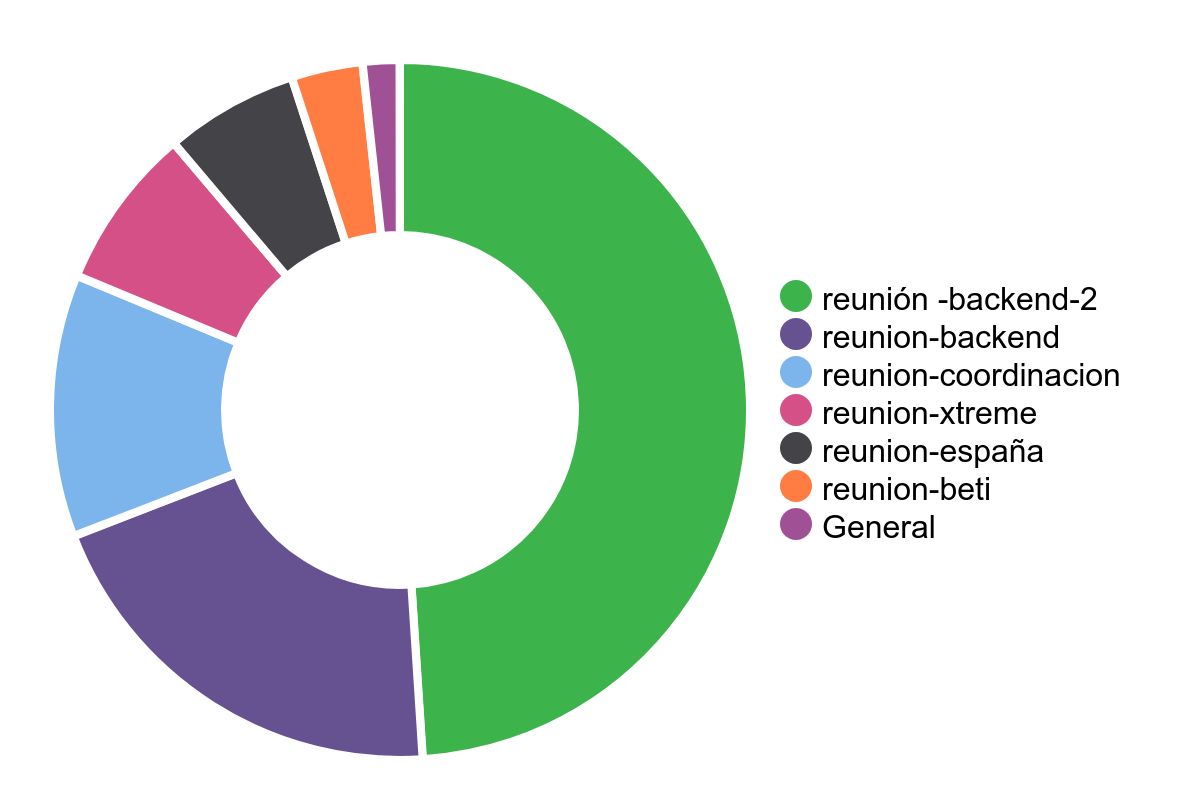 reunión -backend-2
reunion-backend
reunion-coordinacion
reunion-xtreme
reunion-españa
reunion-beti
General